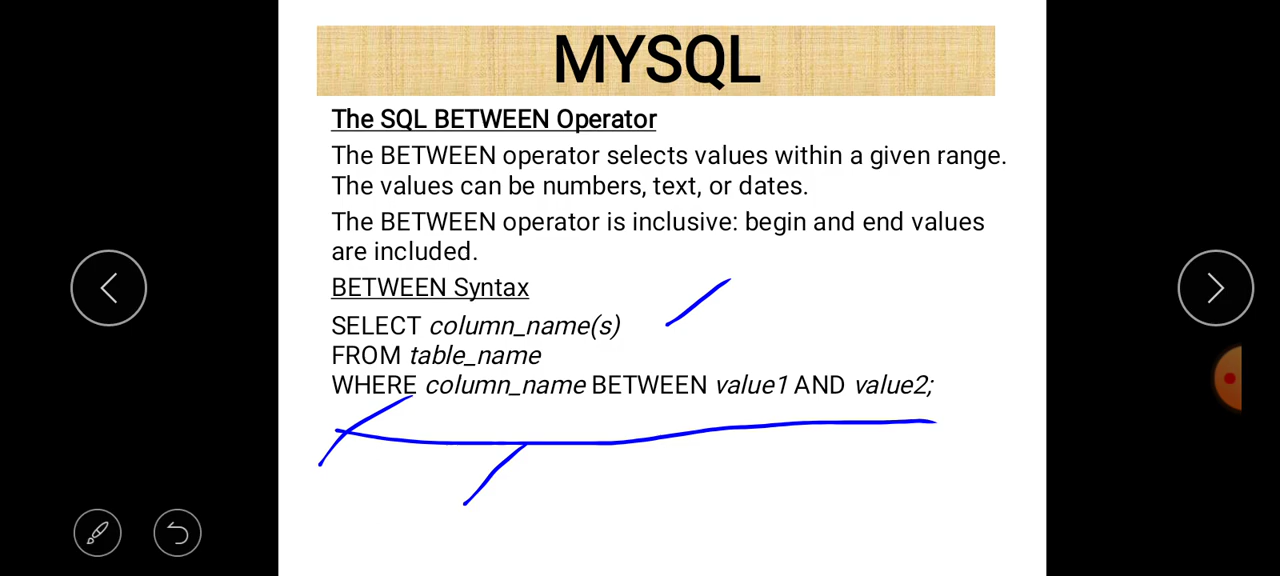 MYSQL
The SQL BETWEEN Operator
The BETWEEN operator selects values within a given range.
The values can be numbers, text, or dates.
The BETWEEN operator is inclusive: begin and end values
are included.
BETWEEN Syntax
SELECT column_name(s)
FROM table_name
WHERE column_name BETWEEN value1 AND value2;